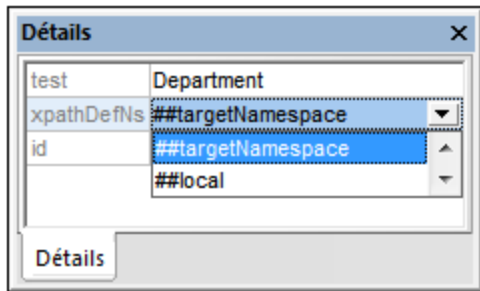 Détails
test Department
xpathDefNs ##targetNamespace
id ##targetNamespace
##local
Détails